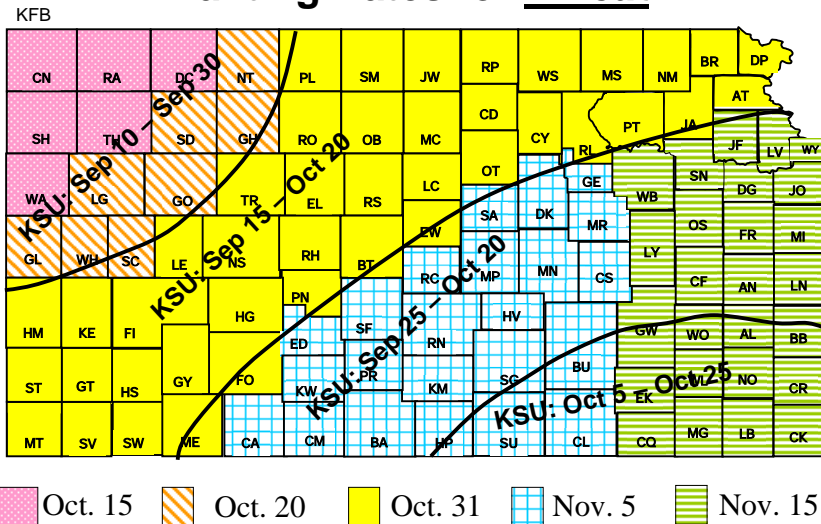 KFB
CN RA DC NT PL SM JW RP WS MS NM BR DP
AT
SH TH SD GH RO OB MC CD CY RL PT JA JF LV WY
WA LG GO TR EL RS LC OT GE WB SN DG JO
GL WH SC LE NS RH BT EW SA DK MR LY OS FR MI
RC MP MN CS CF AN LN
HM KE FI HG PN ED SF RN HV GW WO AL BB
ST GT HS GY FO KW PR KM SG BU EK WL NO CR
MT SV SW ME CA CM BA HP SU CL CQ MG LB CK
KSU: Sep 10 – Sep 30
KSU: Sep 15 – Oct 20
KSU: Sep 25 – Oct 20
KSU: Oct 5 – Oct 25
Oct. 15 Oct. 20 Oct. 31 Nov. 5 Nov. 15